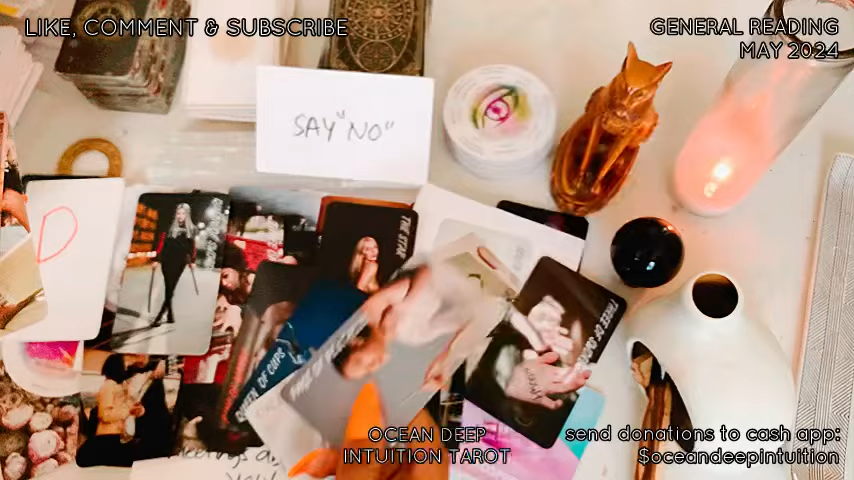 LIKE, COMMENT & SUBSCRIBE
GENERAL READING
MAY 2024
SAY "NO"
D
THE STAR
QUEEN OF CUPS
THREE OF
OCEAN DEEP
INTUITION TAROT
send donations to cash app:
$oceandeepintuition